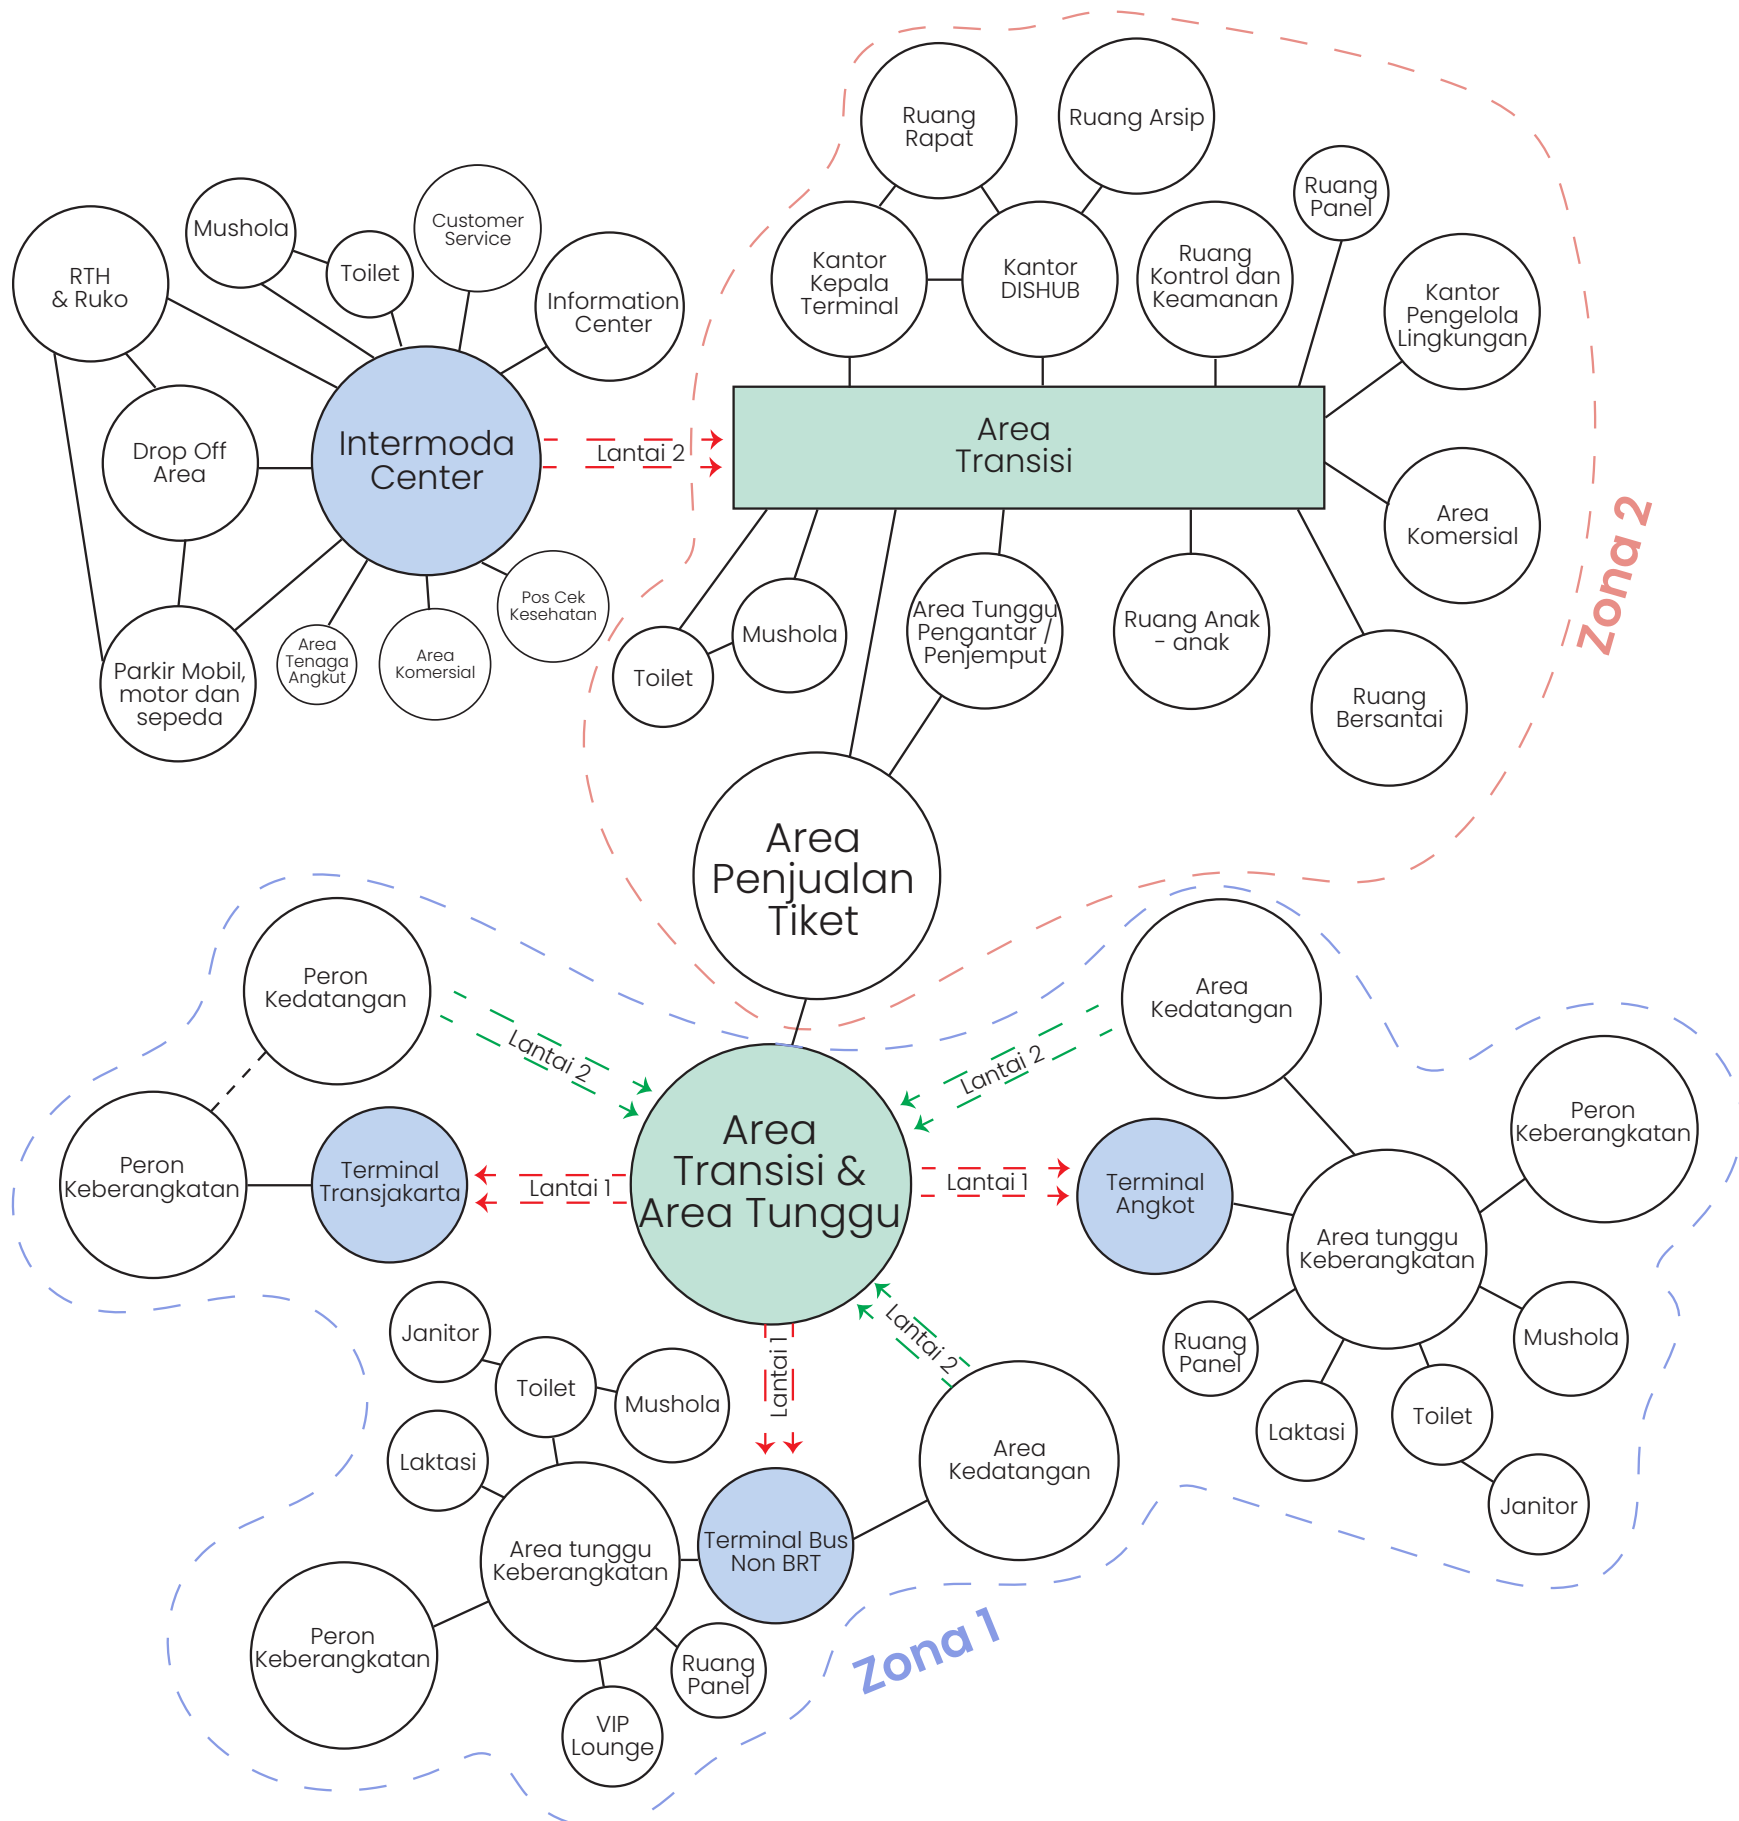 Ruang
Rapat
Ruang Arsip
Ruang
Panel
Mushola
Toilet
Customer
Service
RTH
& Ruko
Information
Center
Kantor
Kepala
Terminal
Kantor
DISHUB
Ruang
Kontrol dan
Keamanan
Kantor
Pengelola
Lingkungan
Drop Off
Area
Intermoda
Center
Lantai 2
Area
Transisi
Area
Komersial
Zona 2
Pos Cek
Kesehatan
Area
Tenaga
Angkut
Area
Komersial
Parkir Mobil,
motor dan
sepeda
Toilet
Mushola
Area Tunggu
Pengantar /
Penjemput
Ruang Anak
- anak
Ruang
Bersantai
Area
Penjualan
Tiket
Peron
Kedatangan
Lantai 2
Lantai 2
Area
Kedatangan
Peron
Keberangkatan
Terminal
Transjakarta
Lantai 1
Area
Transisi &
Area Tunggu
Lantai 1
Terminal
Angkot
Area tunggu
Keberangkatan
Peron
Keberangkatan
Ruang
Panel
Laktasi
Toilet
Mushola
Janitor
Janitor
Toilet
Mushola
Laktasi
Lantai 1
Lantai 2
Area
Kedatangan
Area tunggu
Keberangkatan
Terminal Bus
Non BRT
Peron
Keberangkatan
Ruang
Panel
VIP
Lounge
Zona 1